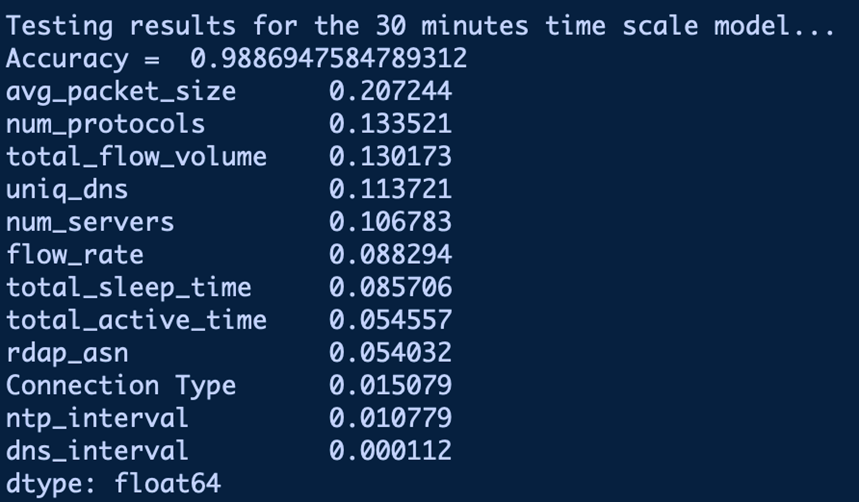 Testing results for the 30 minutes time scale model...
Accuracy =  0.9886947584789312
avg_packet_size      0.207244
num_protocols        0.133521
total_flow_volume    0.130173
uniq_dns             0.113721
num_servers          0.106783
flow_rate            0.088294
total_sleep_time     0.085706
total_active_time    0.054557
rdap_asn             0.054032
Connection Type      0.015079
ntp_interval         0.010779
dns_interval         0.000112
dtype: float64